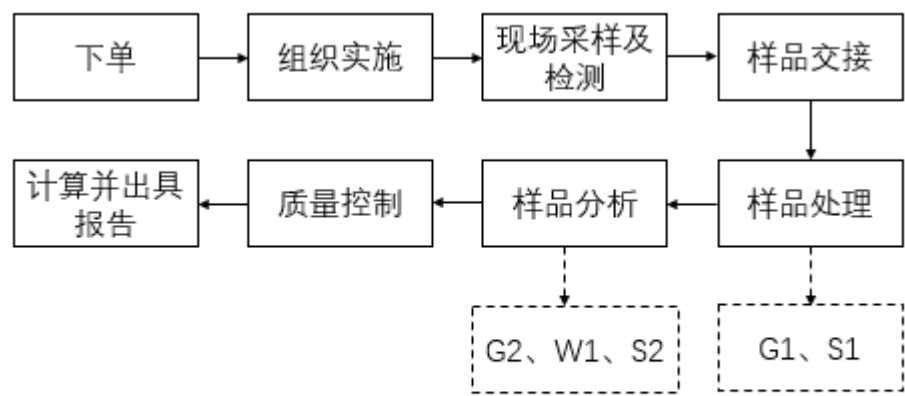 下单
组织实施
现场采样及
检测
样品交接
计算并出具
报告
质量控制
样品分析
样品处理
G2、W1、S2
G1、S1